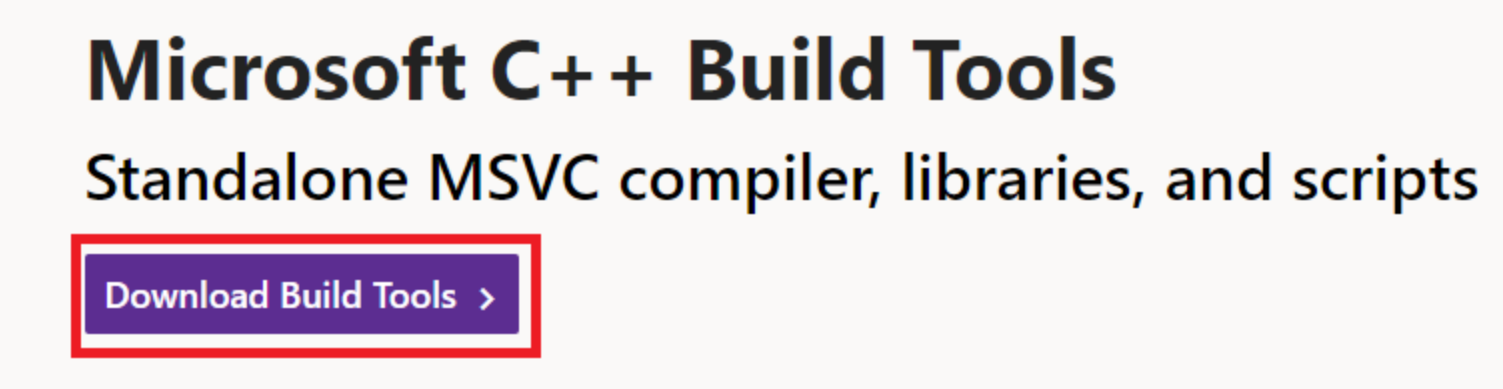 Microsoft C++ Build Tools
Standalone MSVC compiler, libraries, and scripts
Download Build Tools >